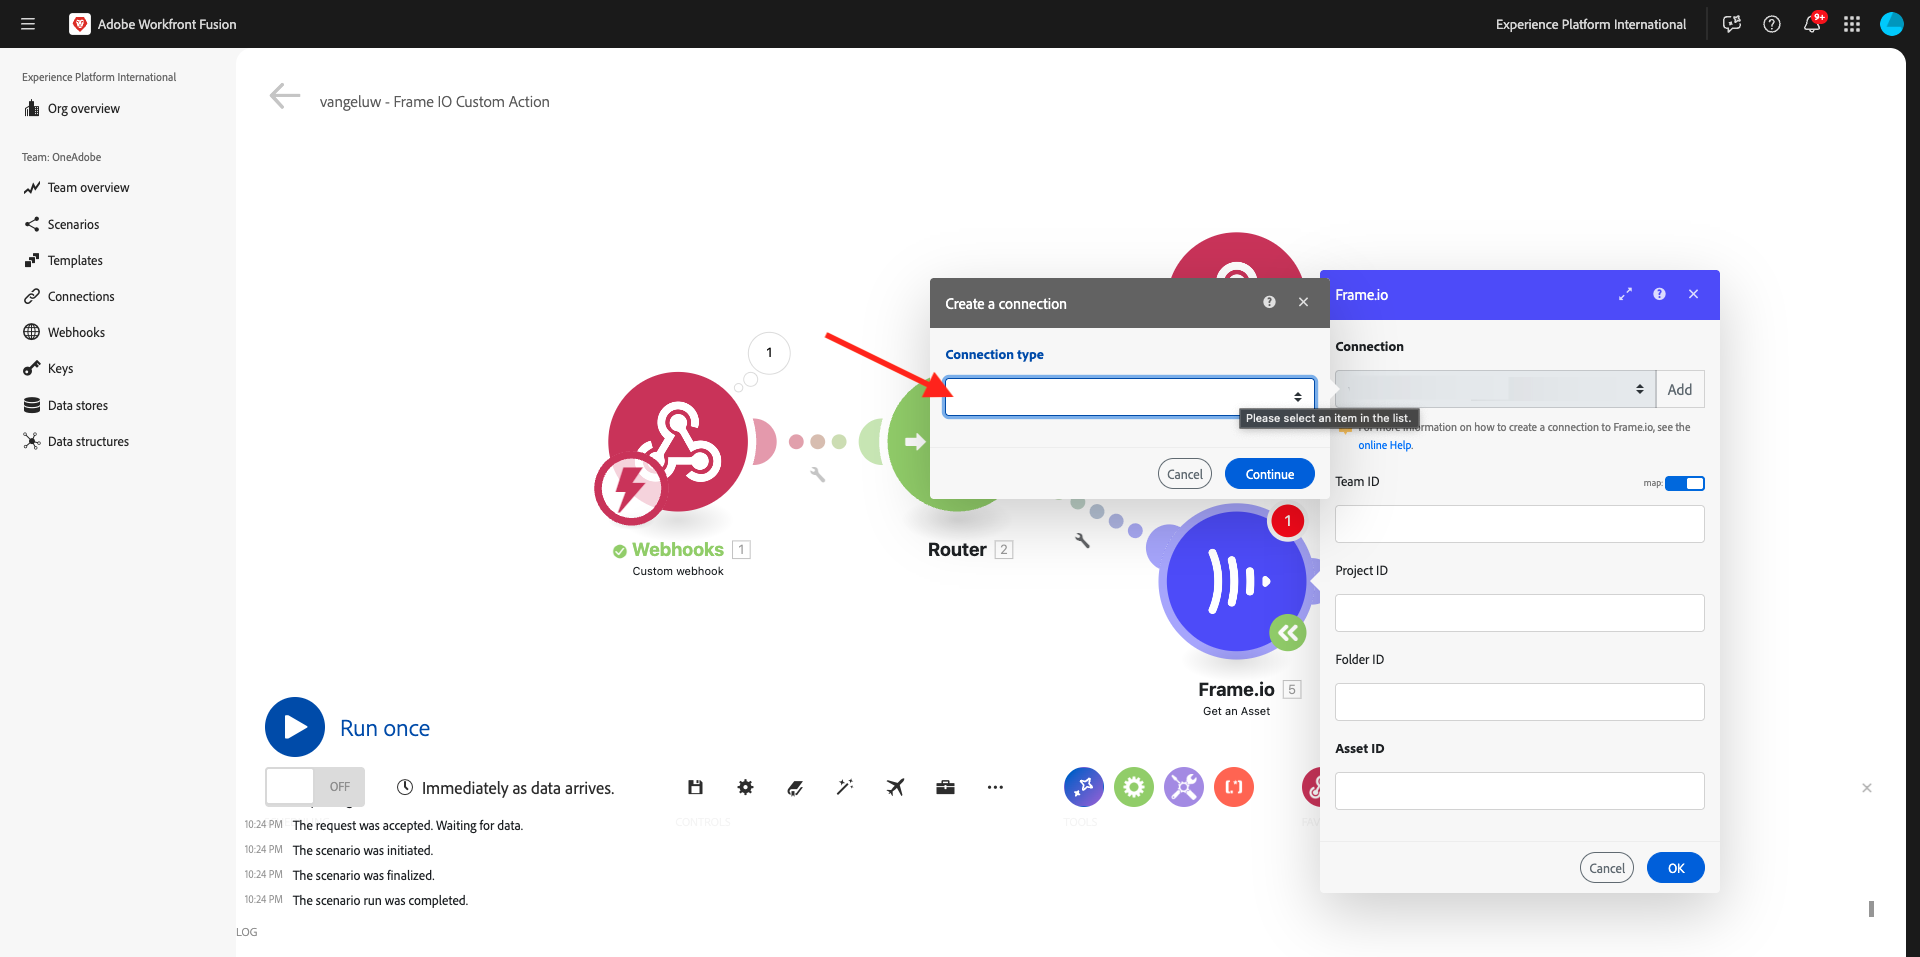 Adobe Workfront Fusion
Experience Platform International
9+
Experience Platform International
Org overview
Team: OneAdobe
Team overview
Scenarios
Templates
Connections
Webhooks
Keys
Data stores
Data structures
vangeluw - Frame IO Custom Action
Create a connection
Connection type
Please select an item in the list.
Cancel
Continue
Frame.io
Connection
Add
For more information on how to create a connection to Frame.io, see the
online Help.
Team ID
map:
Project ID
Folder ID
Asset ID
Cancel
OK
1
Webhooks 1
Custom webhook
Router 2
1
Frame.io 5
Get an Asset
Run once
OFF
Immediately as data arrives.
CONTROLS
TOOLS
10:24 PM The request was accepted. Waiting for data.
10:24 PM The scenario was initiated.
10:24 PM The scenario was finalized.
10:24 PM The scenario run was completed.
LOG